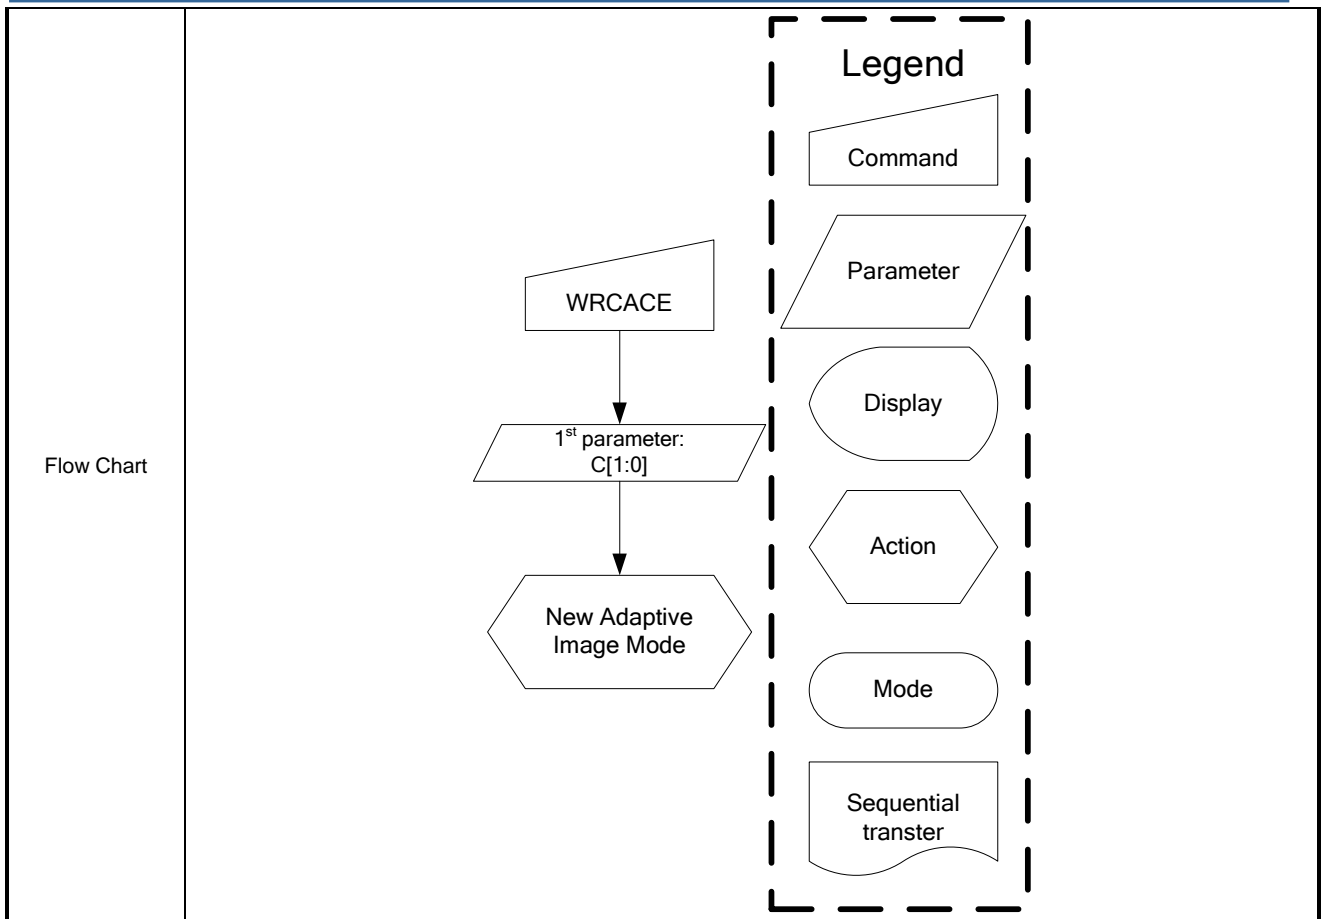 Flow Chart
WRCACE
1st parameter:
C[1:0]
New Adaptive
Image Mode
Legend
Command
Parameter
Display
Action
Mode
Sequential
transter